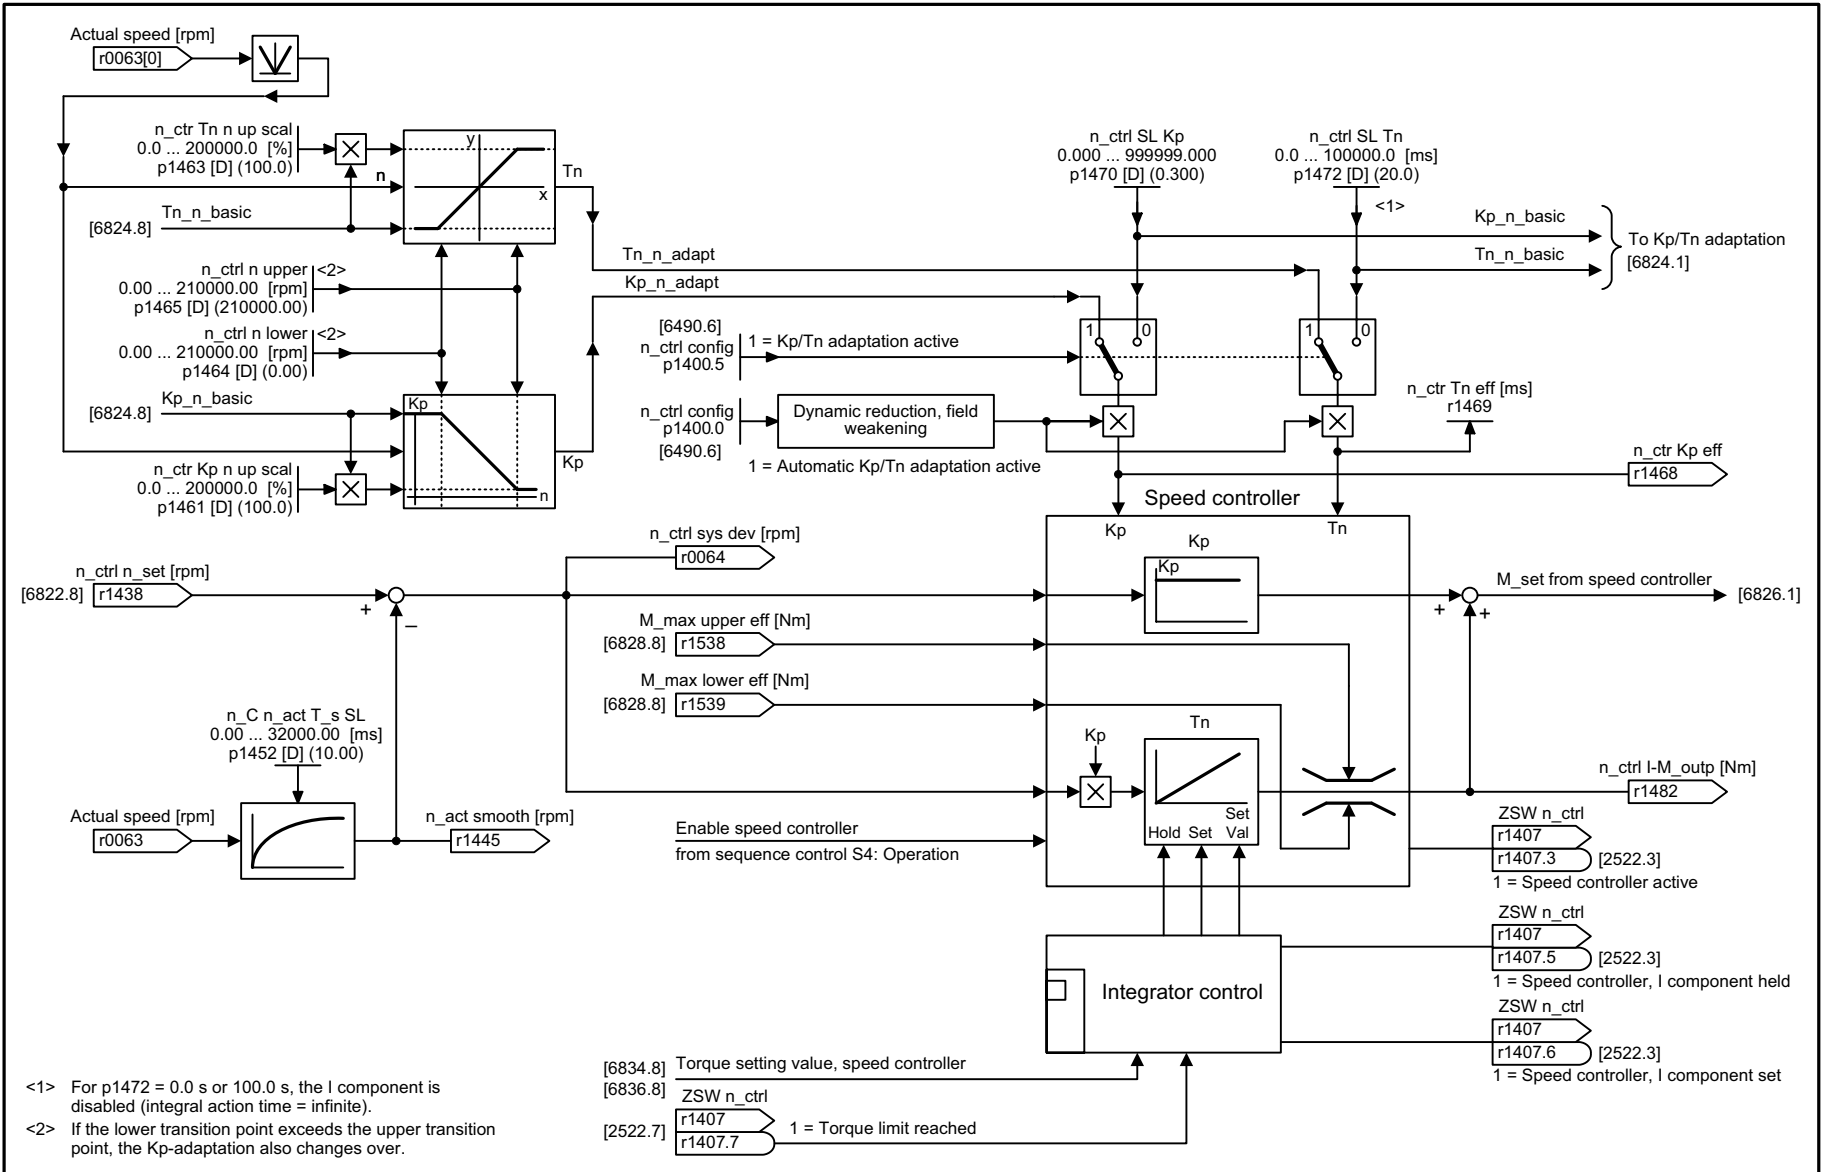 Actual speed [rpm]
r0063[0]
n_ctr Tn n up scal
0.0 ... 200000.0 [%]
p1463 [D] (100.0)
n
y
x
Tn
[6824.8]
Tn_n_basic
n_ctrl n upper
<2>
0.00 ... 210000.00 [rpm]
p1465 [D] (210000.00)
n_ctrl n lower
<2>
0.00 ... 210000.00 [rpm]
p1464 [D] (0.00)
[6824.8]
Kp_n_basic
Kp
n
Kp
n_ctr Kp n up scal
0.0 ... 200000.0 [%]
p1461 [D] (100.0)
Tn_n_adapt
Kp_n_adapt
n_ctrl SL Kp
0.000 ... 999999.000
p1470 [D] (0.300)
n_ctrl SL Tn
0.0 ... 100000.0 [ms]
p1472 [D] (20.0)
<1>
Kp_n_basic
Tn_n_basic
To Kp/Tn adaptation
[6824.1]
[6490.6]
n_ctrl config
p1400.5
1 = Kp/Tn adaptation active
1
0
1
0
n_ctrl config
p1400.0
[6490.6]
Dynamic reduction, field
weakening
1 = Automatic Kp/Tn adaptation active
n_ctr Tn eff [ms]
r1469
n_ctr Kp eff
r1468
Speed controller
Kp
Tn
n_ctrl sys dev [rpm]
r0064
n_ctrl n_set [rpm]
[6822.8]
r1438
+
–
Kp
Kp
M_set from speed controller
+
+
[6826.1]
M_max upper eff [Nm]
[6828.8]
r1538
M_max lower eff [Nm]
[6828.8]
r1539
n_C n_act T_s SL
0.00 ... 32000.00 [ms]
p1452 [D] (10.00)
Actual speed [rpm]
r0063
n_act smooth [rpm]
r1445
Kp
Tn
Hold
Set
Set
Val
Enable speed controller
from sequence control S4: Operation
n_ctrl I-M_outp [Nm]
r1482
ZSW n_ctrl
r1407
r1407.3
[2522.3]
1 = Speed controller active
ZSW n_ctrl
r1407
r1407.5
[2522.3]
1 = Speed controller, I component held
ZSW n_ctrl
r1407
r1407.6
[2522.3]
1 = Speed controller, I component set
Integrator control
[6834.8]
Torque setting value, speed controller
[6836.8]
ZSW n_ctrl
r1407
[2522.7]
r1407.7
1 = Torque limit reached
<1> For p1472 = 0.0 s or 100.0 s, the I component is
disabled (integral action time = infinite).
<2> If the lower transition point exceeds the upper transition
point, the Kp-adaptation also changes over.